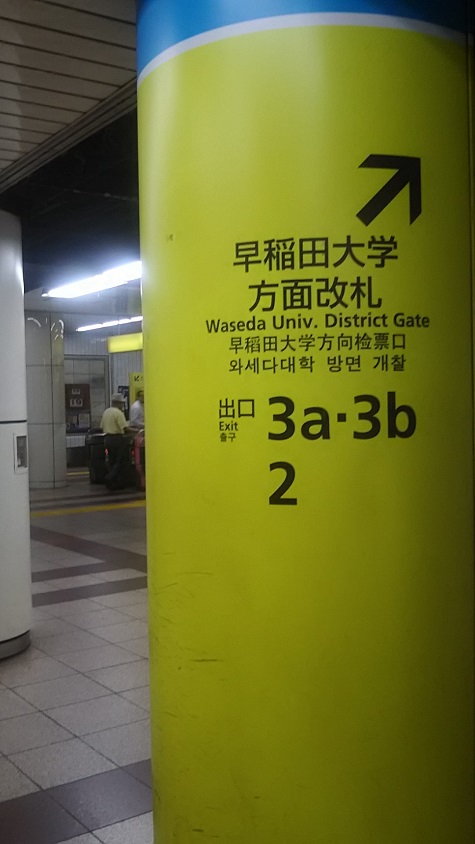 早稲田大学
方面改札
Waseda Univ. District Gate
早稻田大学方向检票口
와세다대학 방면 개찰
出口 3a·3b
Exit
출구
2